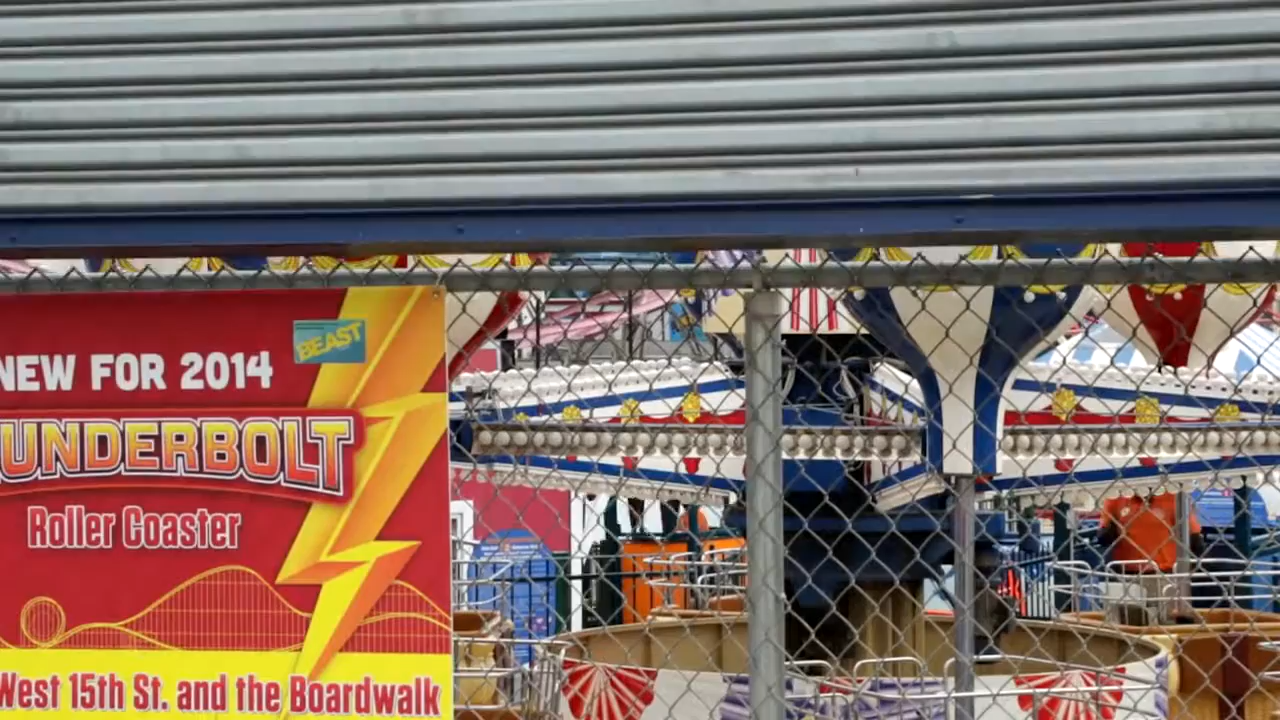 BEAST
NEW FOR 2014
UNDERBOLT
Roller Coaster
West 15th St. and the Boardwalk